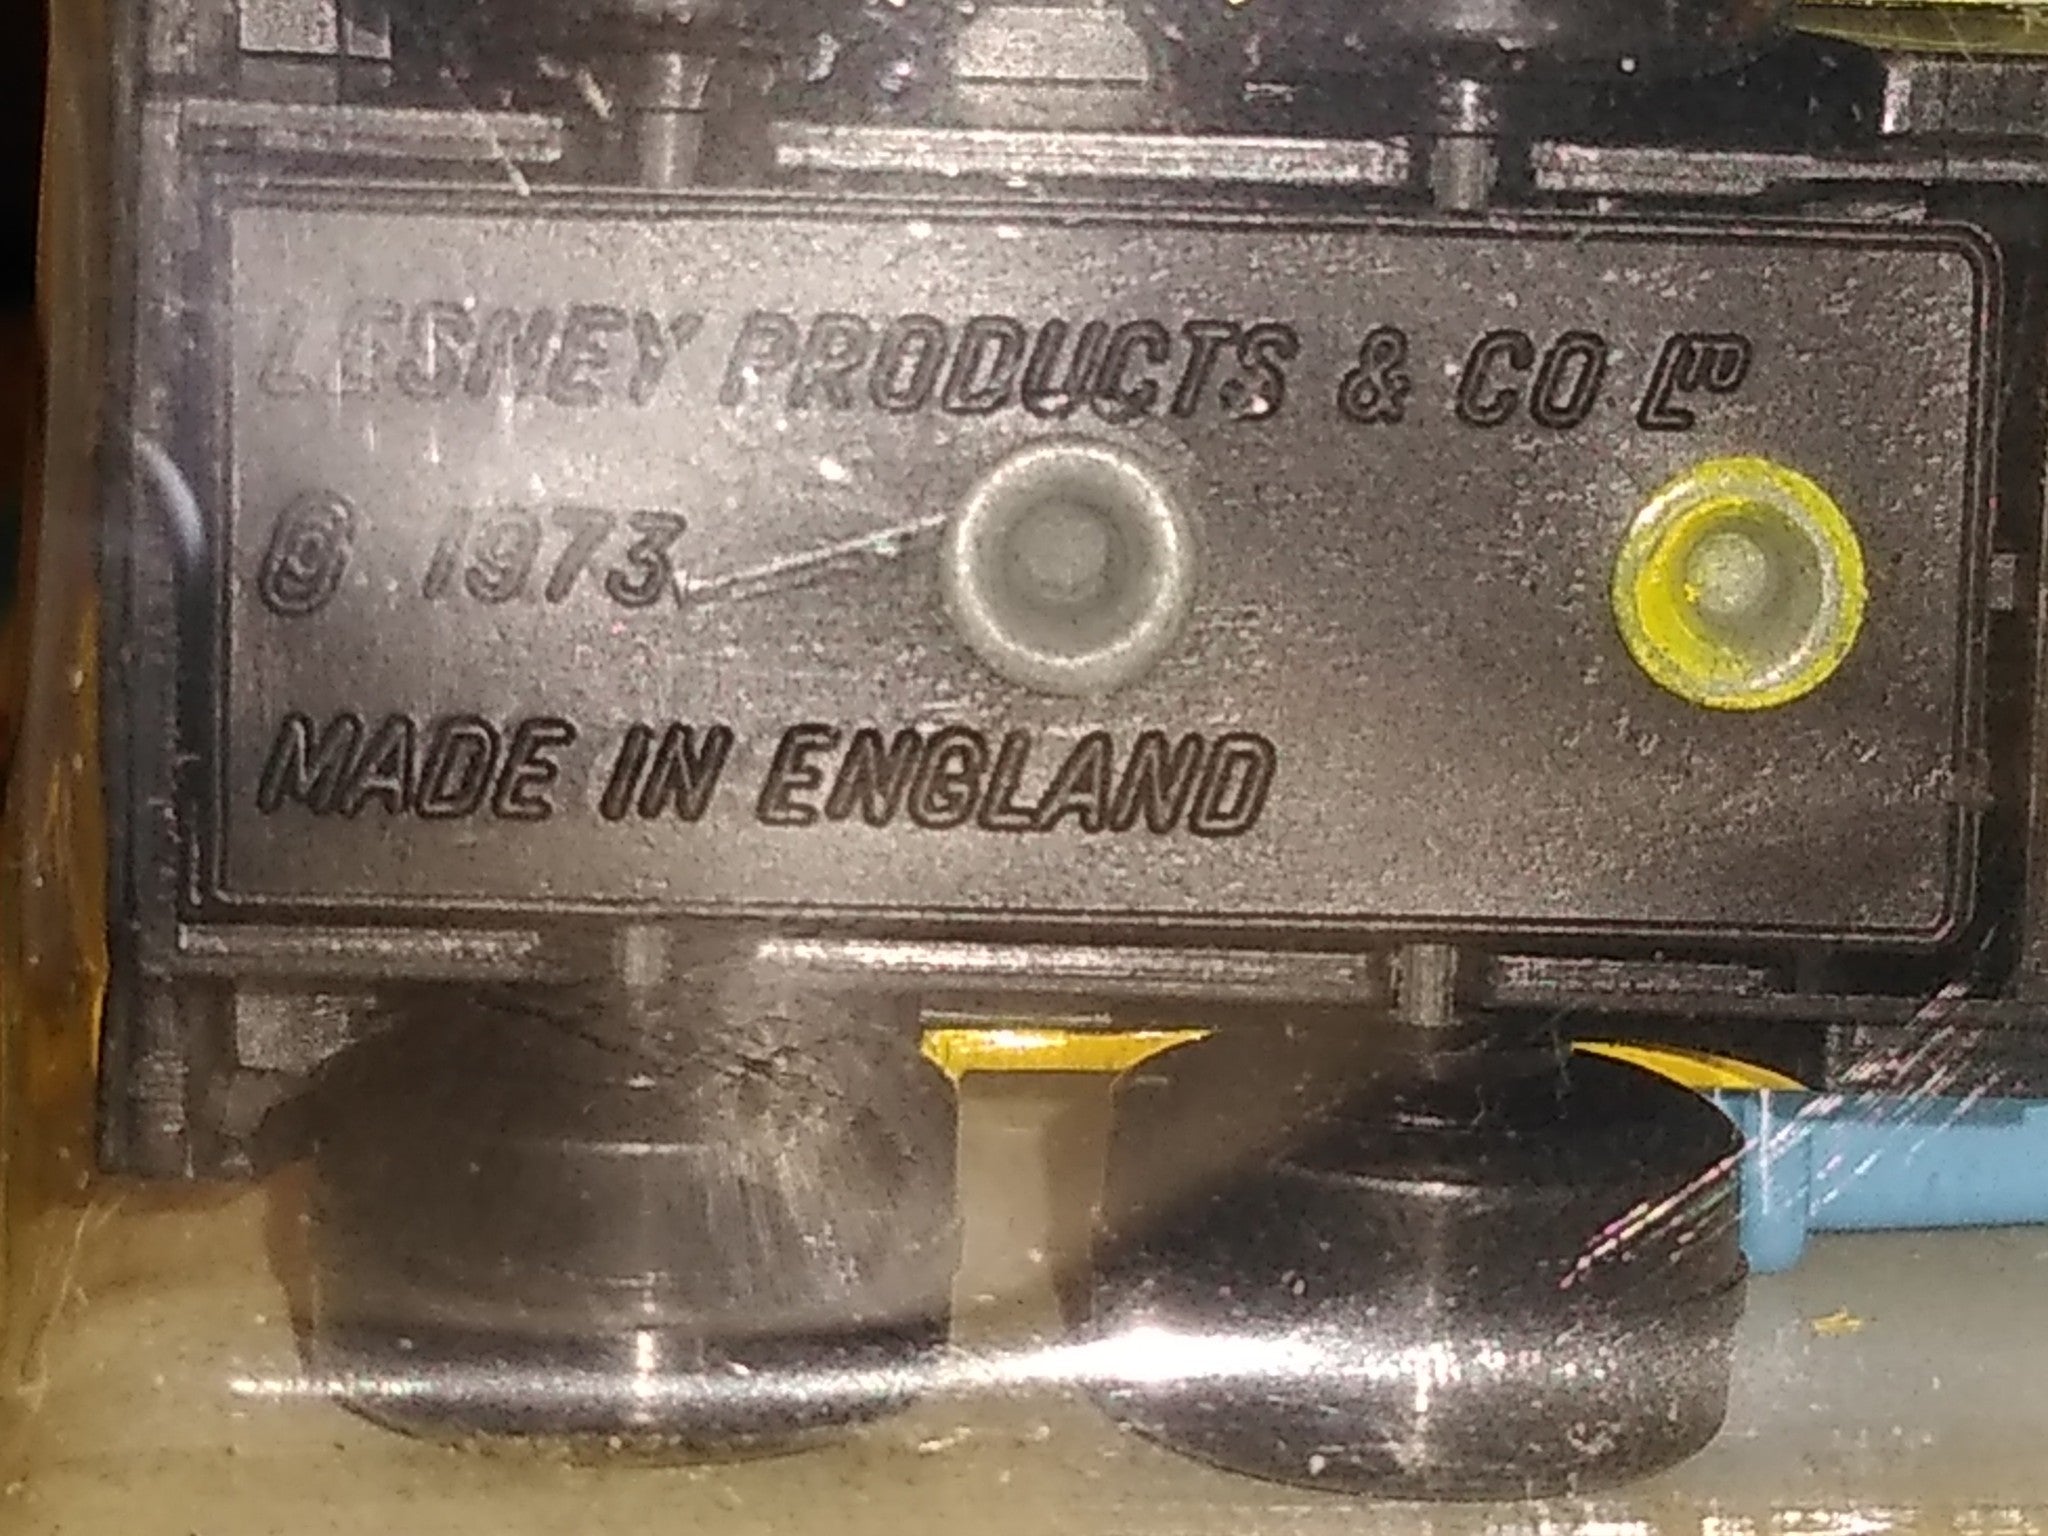 LESNEY PRODUCTS & CO LTD
© 1973
MADE IN ENGLAND